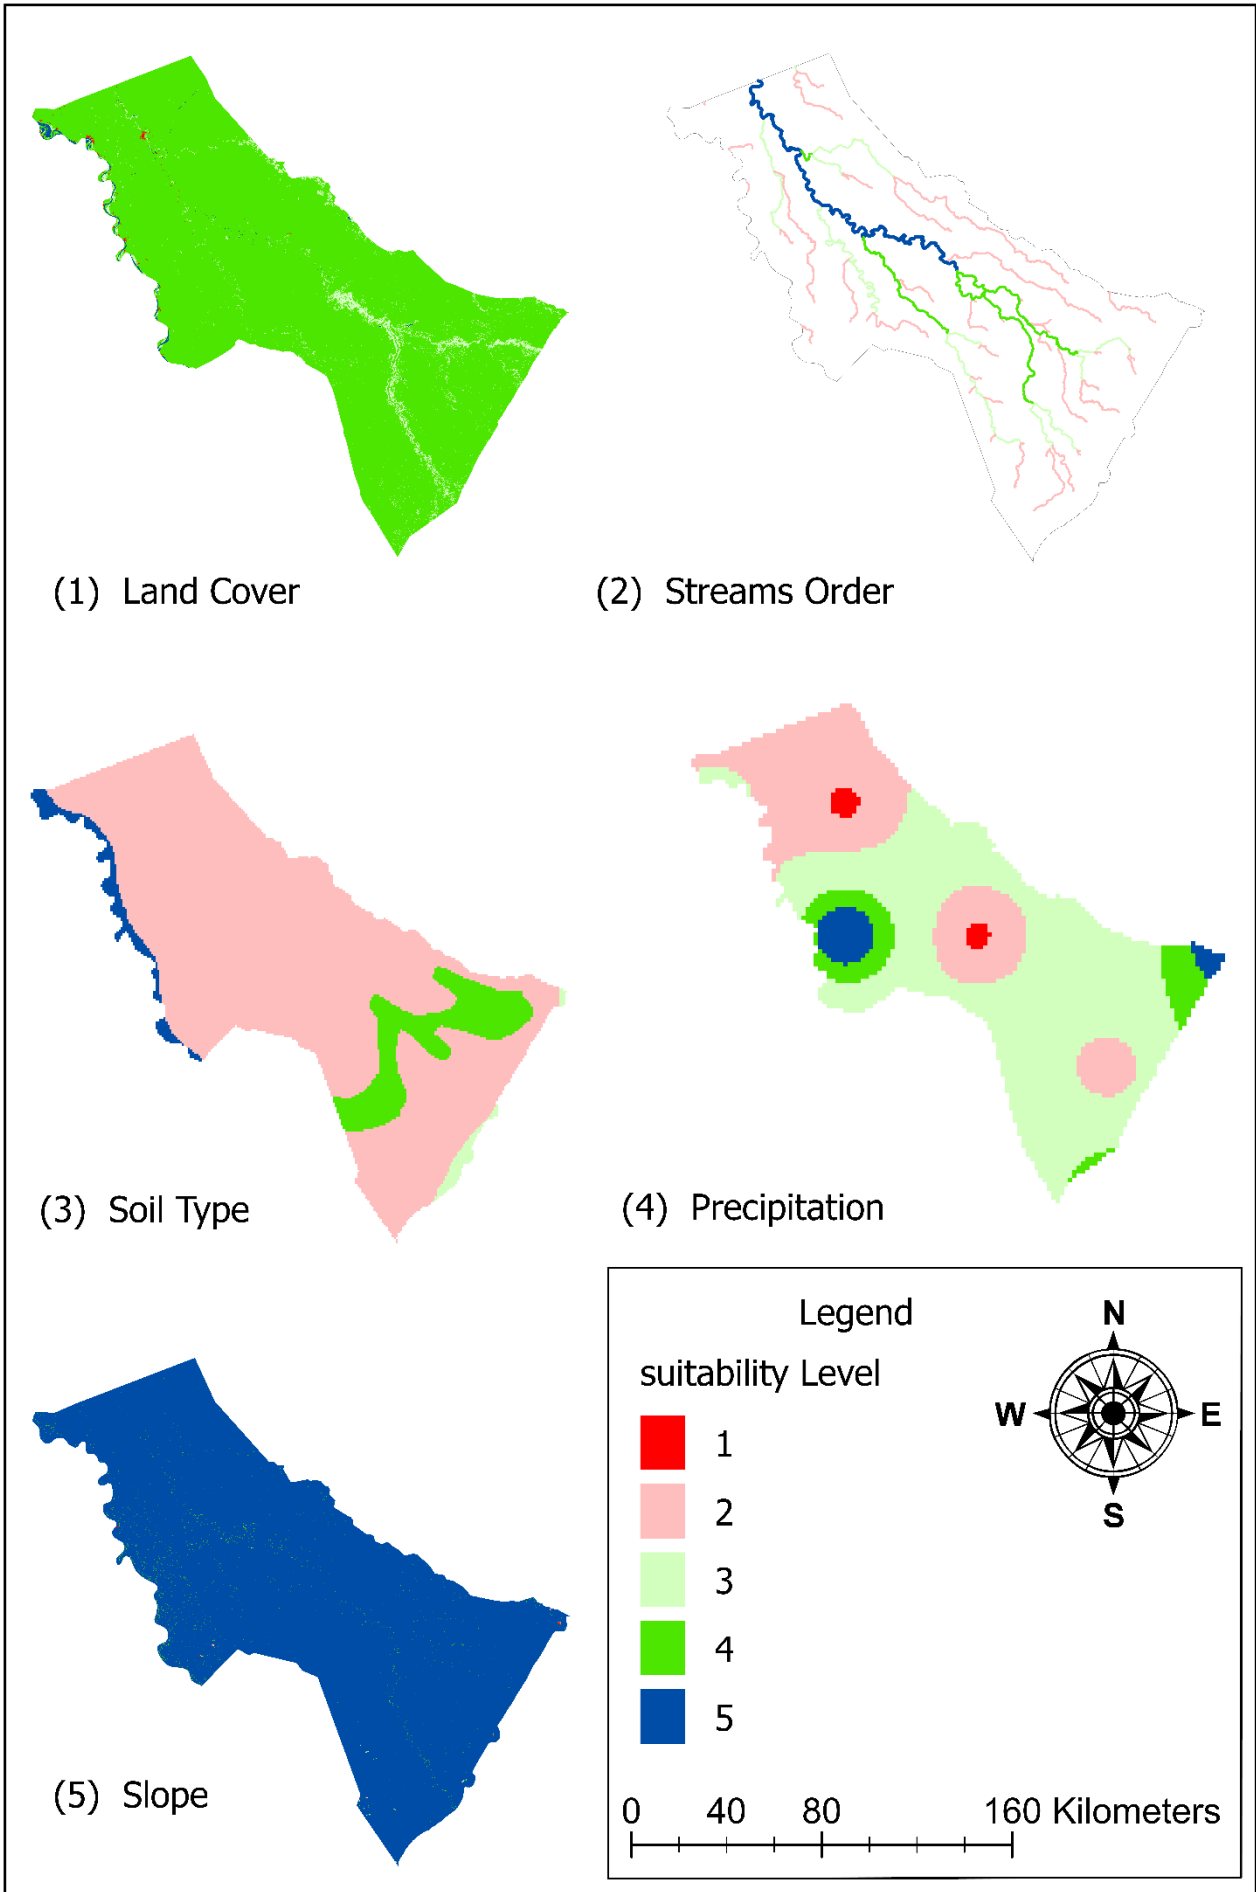 (1) Land Cover
(2) Streams Order
(3) Soil Type
(4) Precipitation
(5) Slope
Legend
suitability Level
1
2
3
4
5
N
W
E
S
0 40 80 160 Kilometers